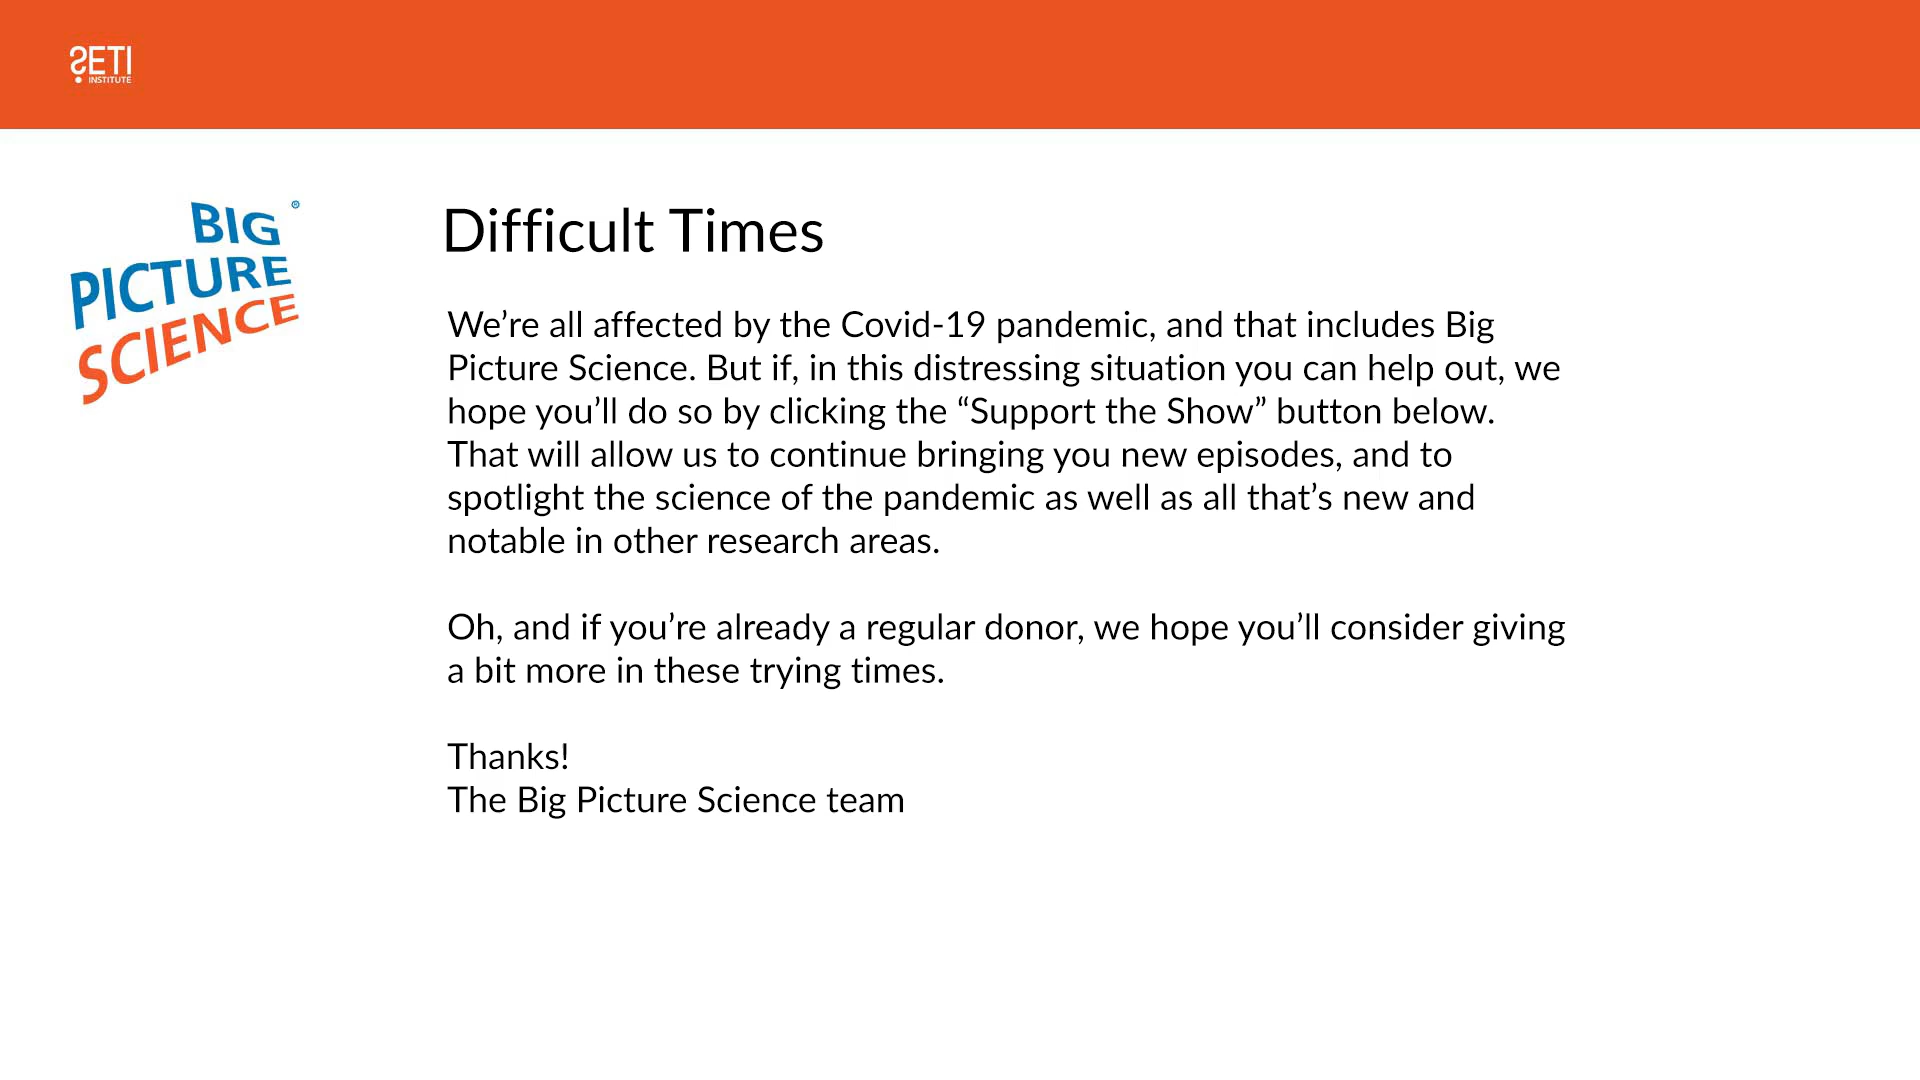 SETI
INSTITUTE
BIG
PICTURE
SCIENCE
®
Difficult Times
We’re all affected by the Covid-19 pandemic, and that includes Big
Picture Science. But if, in this distressing situation you can help out, we
hope you’ll do so by clicking the “Support the Show” button below.
That will allow us to continue bringing you new episodes, and to
spotlight the science of the pandemic as well as all that’s new and
notable in other research areas.
Oh, and if you’re already a regular donor, we hope you’ll consider giving
a bit more in these trying times.
Thanks!
The Big Picture Science team